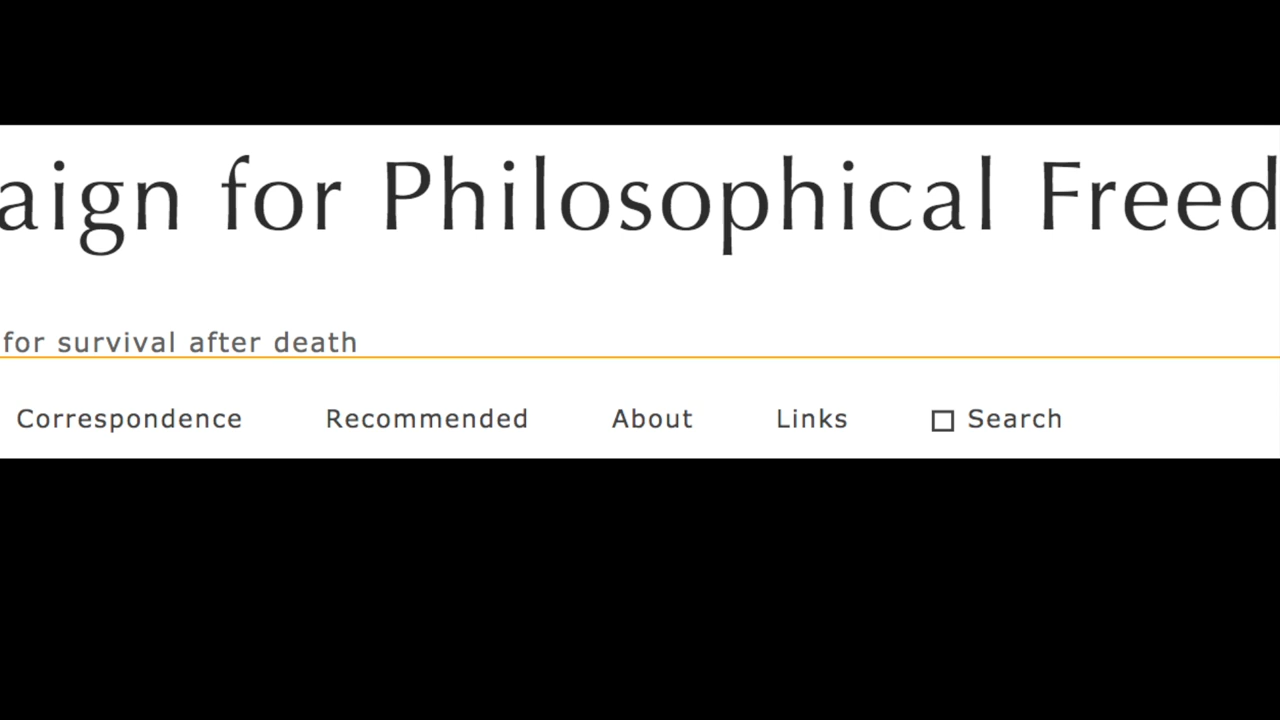 aign for Philosophical Freed
for survival after death
Correspondence Recommended About Links Search